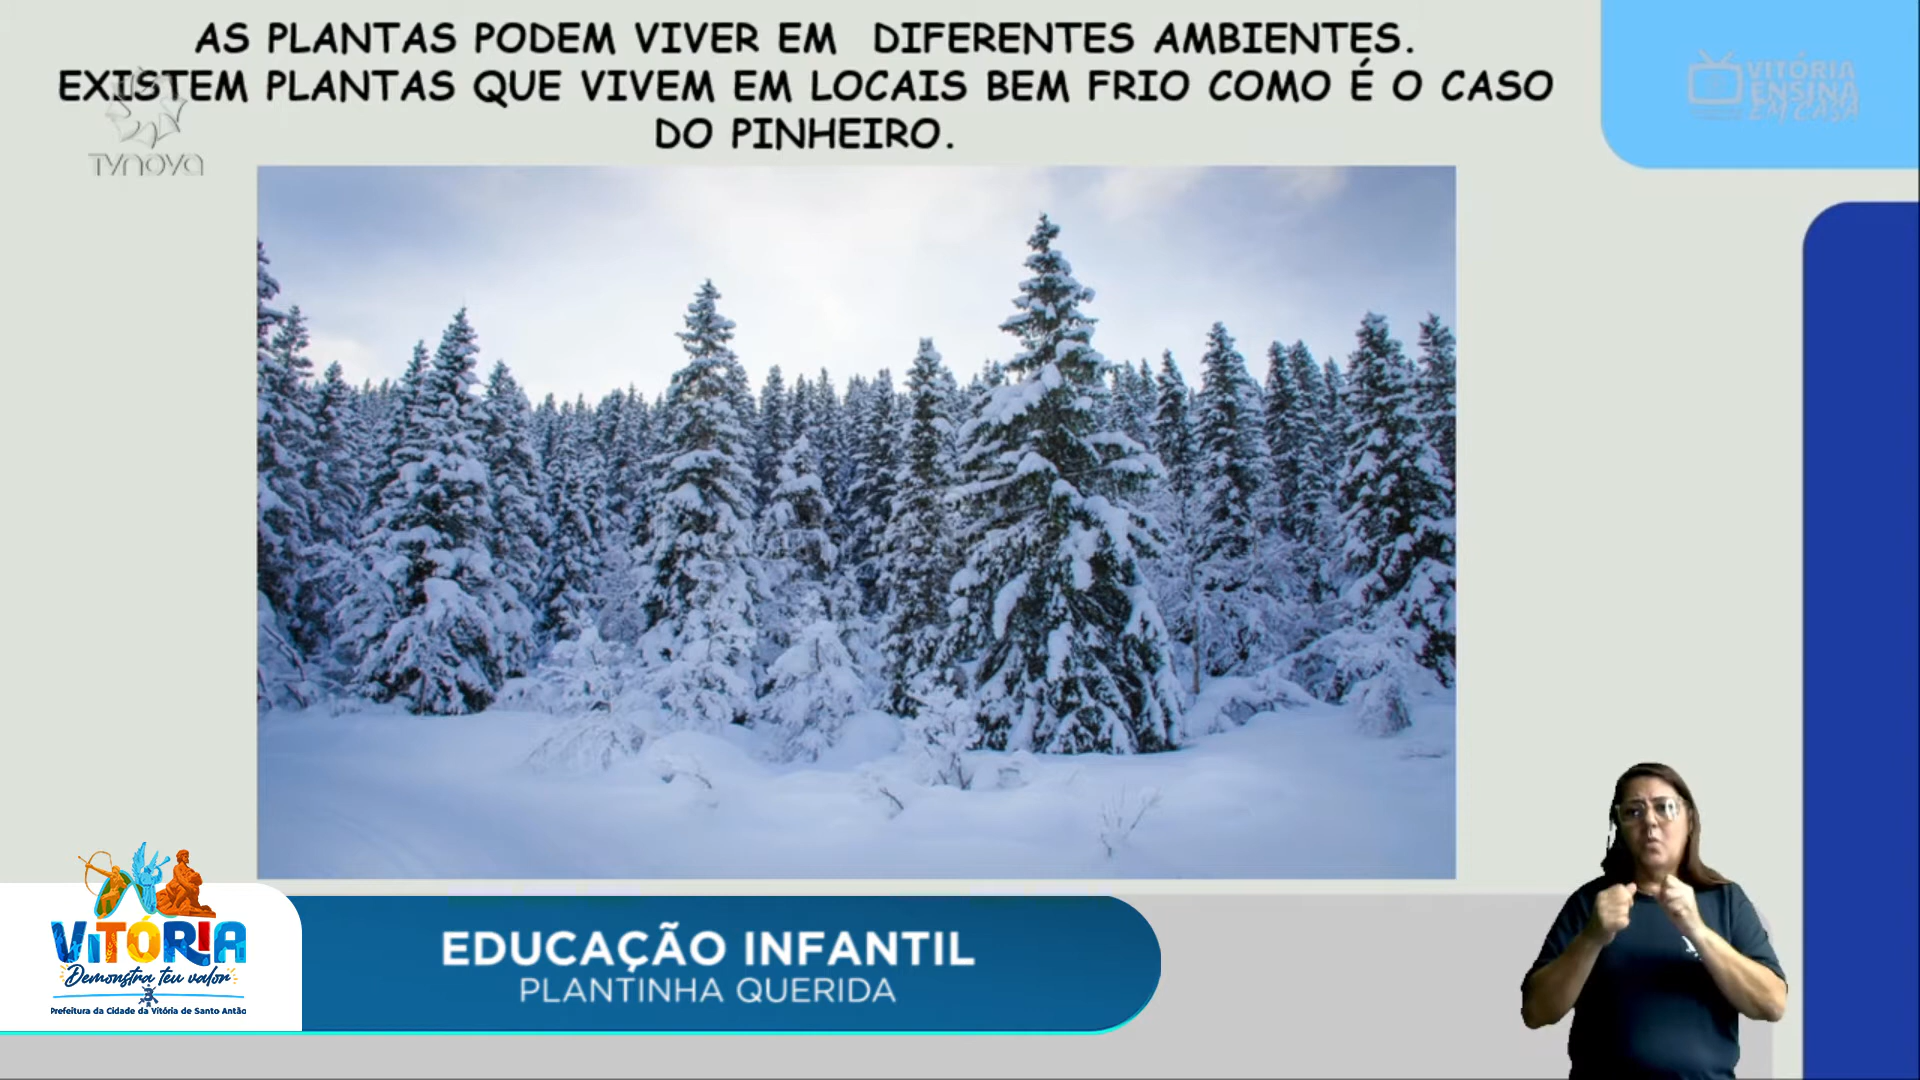 AS PLANTAS PODEM VIVER EM DIFERENTES AMBIENTES.
EXISTEM PLANTAS QUE VIVEM EM LOCAIS BEM FRIO COMO É O CASO
DO PINHEIRO.
TVNOVA
VITÓRIA
ENSINA
EM CASA
VITÓRIA
Demonstra teu valor
Prefeitura da Cidade da Vitória de Santo Antão
EDUCAÇÃO INFANTIL
PLANTINHA QUERIDA